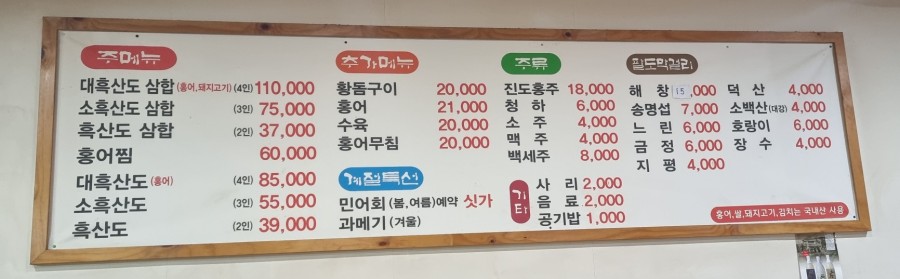 주메뉴
대흑산도 삼합 (홍어,돼지고기) (4인) 110,000
소흑산도 삼합 (3인) 75,000
흑산도 삼합 (2인) 37,000
홍어찜 60,000
대흑산도 (홍어) (4인) 85,000
소흑산도 (3인) 55,000
흑산도 (2인) 39,000
추가메뉴
황돔구이 20,000
홍어 21,000
수육 20,000
홍어무침 20,000
계절특선
민어회 (봄,여름)예약 싯가
과메기 (겨울)
주류
진도홍주 18,000
청하 6,000
소주 4,000
맥주 4,000
백세주 8,000
기타
사리 2,000
음료 2,000
공기밥 1,000
팔도막걸리
해창 15,000
송명섭 7,000
느린 6,000
금정 6,000
지평 4,000
덕산 4,000
소백산(대강) 4,000
호랑이 6,000
장수 4,000
홍어,쌀,돼지고기,김치는 국내산 사용